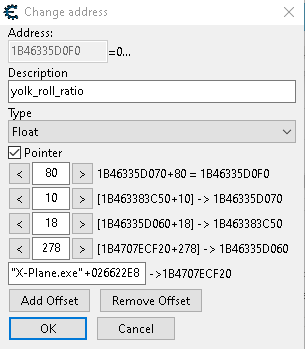 Change address
Address:
1B46335D0F0 =0...
Description
yolk_roll_ratio
Type
Float
Pointer
< 80 > 1B46335D070+80 = 1B46335D0F0
< 10 > [1B463383C50+10] -> 1B46335D070
< 18 > [1B46335D060+18] -> 1B463383C50
< 278 > [1B4707ECF20+278] -> 1B46335D060
"X-Plane.exe"+026622E8 ->1B4707ECF20
Add Offset Remove Offset
OK Cancel